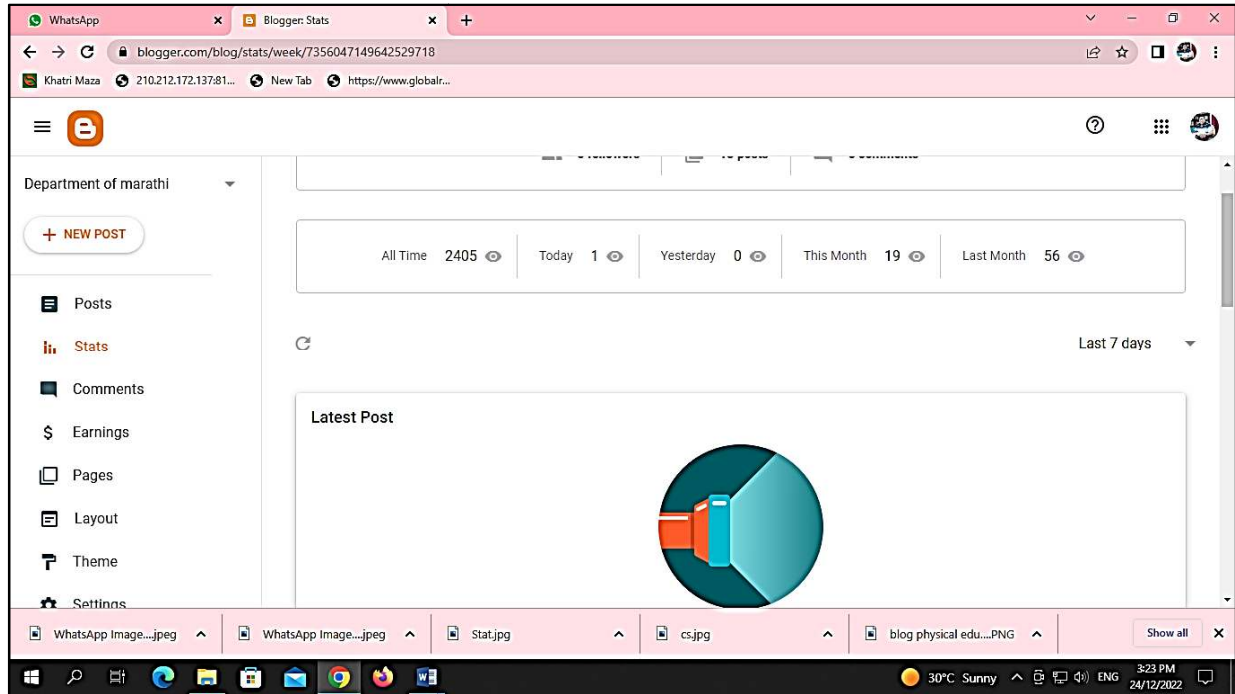 WhatsApp
Blogger: Stats
blogger.com/blog/stats/week/7356047149642529718
Khatri Maza 210.212.172.137:81... New Tab https://www.globalr...
Department of marathi
NEW POST
Posts
Stats
Comments
Earnings
Pages
Layout
Theme
Settings
followers posts comments
All Time 2405 Today 1 Yesterday 0 This Month 19 Last Month 56
Last 7 days
Latest Post
WhatsApp Image....jpeg WhatsApp Image....jpeg Stat.jpg cs.jpg blog physical edu....PNG Show all
30°C Sunny ENG 3:23 PM
24/12/2022